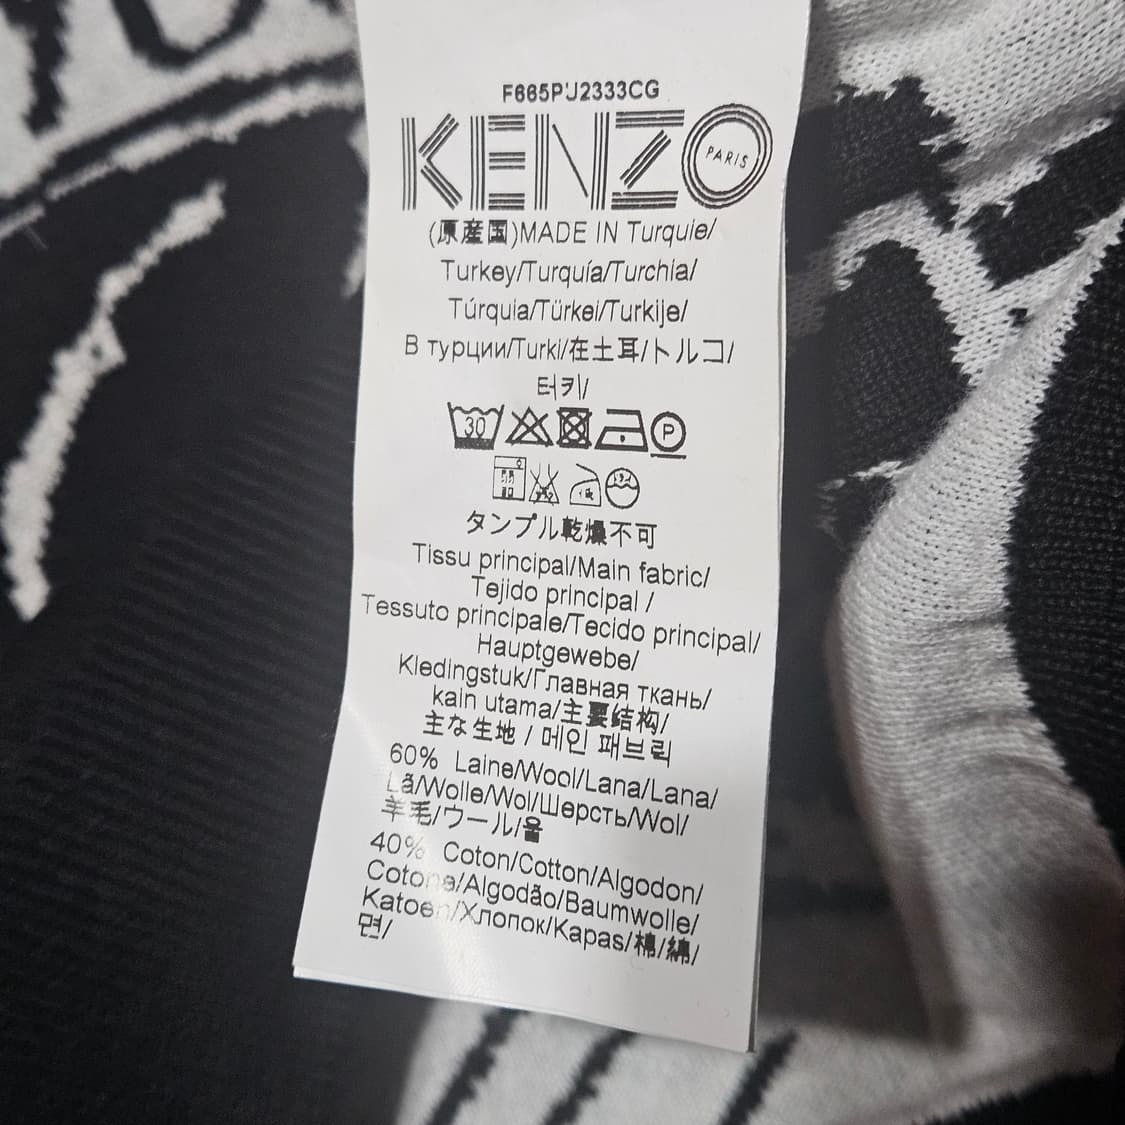 F665PU2333CG
KENZO
PARIS
(原産国)MADE IN Turquie/
Turkey/Turquía/Turchia/
Túrquia/Türkei/Turkije/
В турции/Turki/在土耳/トルコ/
터키/
30
P
タンプル乾燥不可
Tissu principal/Main fabric/
Tejido principal /
Tessuto principale/Tecido principal/
Hauptgewebe/
Kledingstuk/Главная ткань/
kain utama/主要结构/
主な生地 / 메인 패브릭
60% Laine/Wool/Lana/Lana/
Lã/Wolle/Wol/Шерсть/Wol/
羊毛/ウール/울
40% Coton/Cotton/Algodon/
Cotone/Algodão/Baumwolle/
Katoen/Хлопок/Kapas/棉/綿/
면/